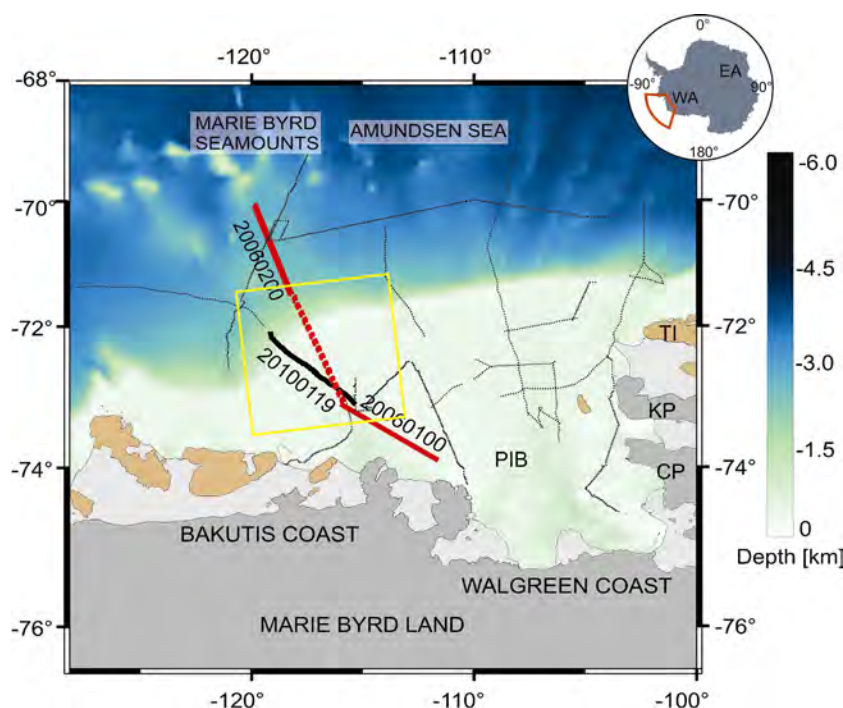 -120°
-110°
0°
EA
-90°
90°
WA
180°
-68°
MARIE BYRD
SEAMOUNTS
AMUNDSEN SEA
-6.0
-70°
-70°
20060200
-4.5
-72°
-72°
TI
-3.0
20100119
20060100
KP
-1.5
-74°
PIB
CP
-74°
0
BAKUTIS COAST
Depth [km]
WALGREEN COAST
-76°
MARIE BYRD LAND
-76°
-120°
-110°
-100°